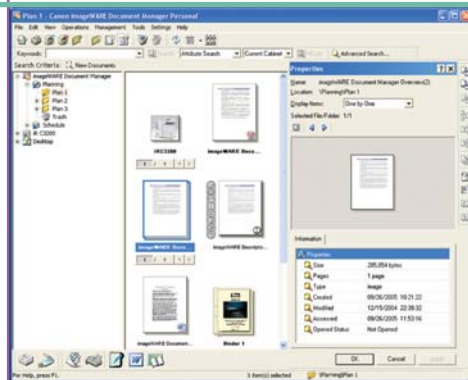 Plan 1 - Canon imageWARE Document Manager Personal
File Edit View Operations Management Tools Settings Help
Keywords: Attribute Search Current Cabinet Advanced Search...
Search Criteria: New Documents
imageWARE Document Manager
Planning
Plan 1
Plan 2
Plan 3
Trash
Schedule
iR C3200
Desktop
iRC3200
imageWARE Docu...
imageWARE Docu...
imageWARE Descripto...
imageWARE Documen...
Binder 1
Properties
Name: imageWARE Document Manager Overview(2)
Location: \Planning\Plan 1
Display Items: One by One
Selected File/Folder: 1/1
Information
Properties
Size 285,854 bytes
Pages 1 page
Type image
Created 09/26/2005 10:21:22
Modified 12/15/2004 22:39:32
Accessed 09/26/2005 11:53:16
Opened Status Not Opened
OK Cancel
For Help, press F1.
1 item(s) selected
\Planning\Plan 1